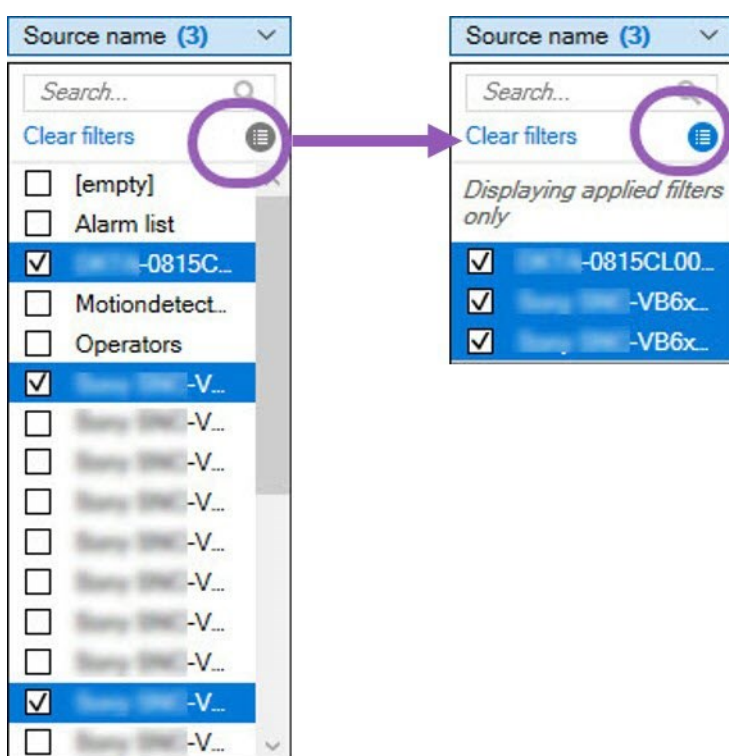 Source name (3)
Search...
Clear filters
[empty]
Alarm list
-0815C...
Motiondetect...
Operators
-V...
-V...
-V...
-V...
-V...
-V...
-V...
-V...
-V...
-V...
Source name (3)
Search...
Clear filters
Displaying applied filters
only
-0815CL00...
-VB6x...
-VB6x...